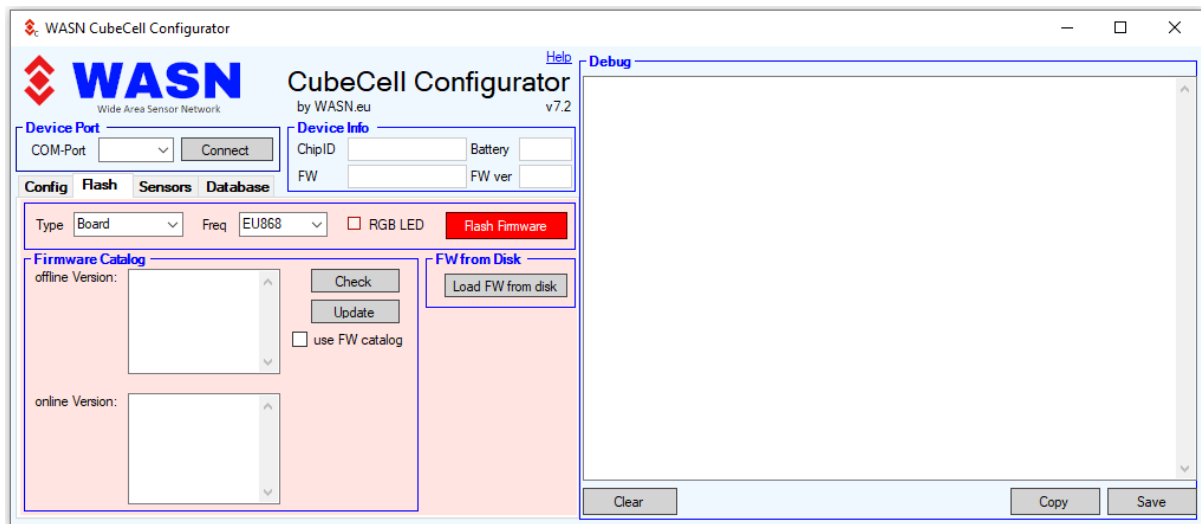 WASN CubeCell Configurator
WASN
Wide Area Sensor Network
Help
CubeCell Configurator
by WASN.eu v7.2
Device Port
COM-Port Connect
Device Info
ChipID Battery
FW FW ver
Config Flash Sensors Database
Type Board Freq EU868 RGB LED Flash Firmware
Firmware Catalog
offline Version:
Check
Update
use FW catalog
online Version:
FW from Disk
Load FW from disk
Debug
Clear Copy Save